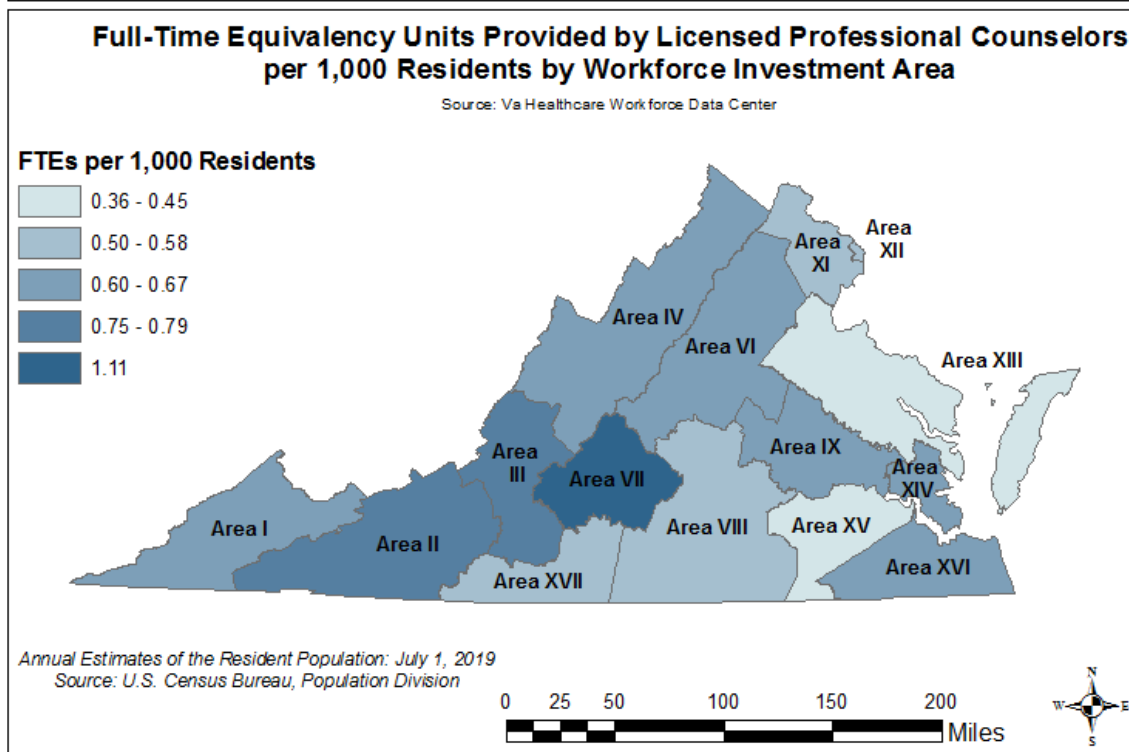 Full-Time Equivalency Units Provided by Licensed Professional Counselors
per 1,000 Residents by Workforce Investment Area
Source: Va Healthcare Workforce Data Center
FTEs per 1,000 Residents
0.36 - 0.45
0.50 - 0.58
0.60 - 0.67
0.75 - 0.79
1.11
Area
XII
Area
XI
Area IV
Area VI
Area XIII
Area
III
Area VII
Area IX
Area
XIV
Area I
Area II
Area VIII
Area XV
Area XVII
Area XVI
Annual Estimates of the Resident Population: July 1, 2019
Source: U.S. Census Bureau, Population Division
0 25 50 100 150 200
Miles
N
W E
S